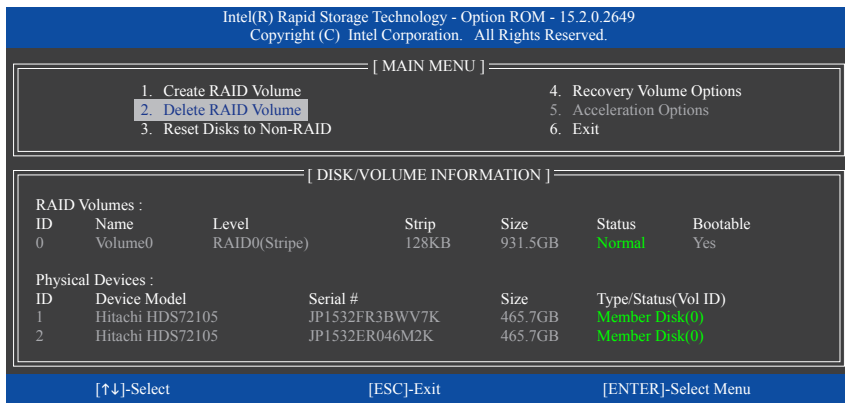 Intel(R) Rapid Storage Technology - Option ROM - 15.2.0.2649
Copyright (C) Intel Corporation. All Rights Reserved.
[ MAIN MENU ]
1. Create RAID Volume 4. Recovery Volume Options
2. Delete RAID Volume 5. Acceleration Options
3. Reset Disks to Non-RAID 6. Exit
[ DISK/VOLUME INFORMATION ]
RAID Volumes :
ID Name Level Strip Size Status Bootable
0 Volume0 RAID0(Stripe) 128KB 931.5GB Normal Yes
Physical Devices :
ID Device Model Serial # Size Type/Status(Vol ID)
1 Hitachi HDS72105 JP1532FR3BWV7K 465.7GB Member Disk(0)
2 Hitachi HDS72105 JP1532ER046M2K 465.7GB Member Disk(0)
[↑↓]-Select [ESC]-Exit [ENTER]-Select Menu